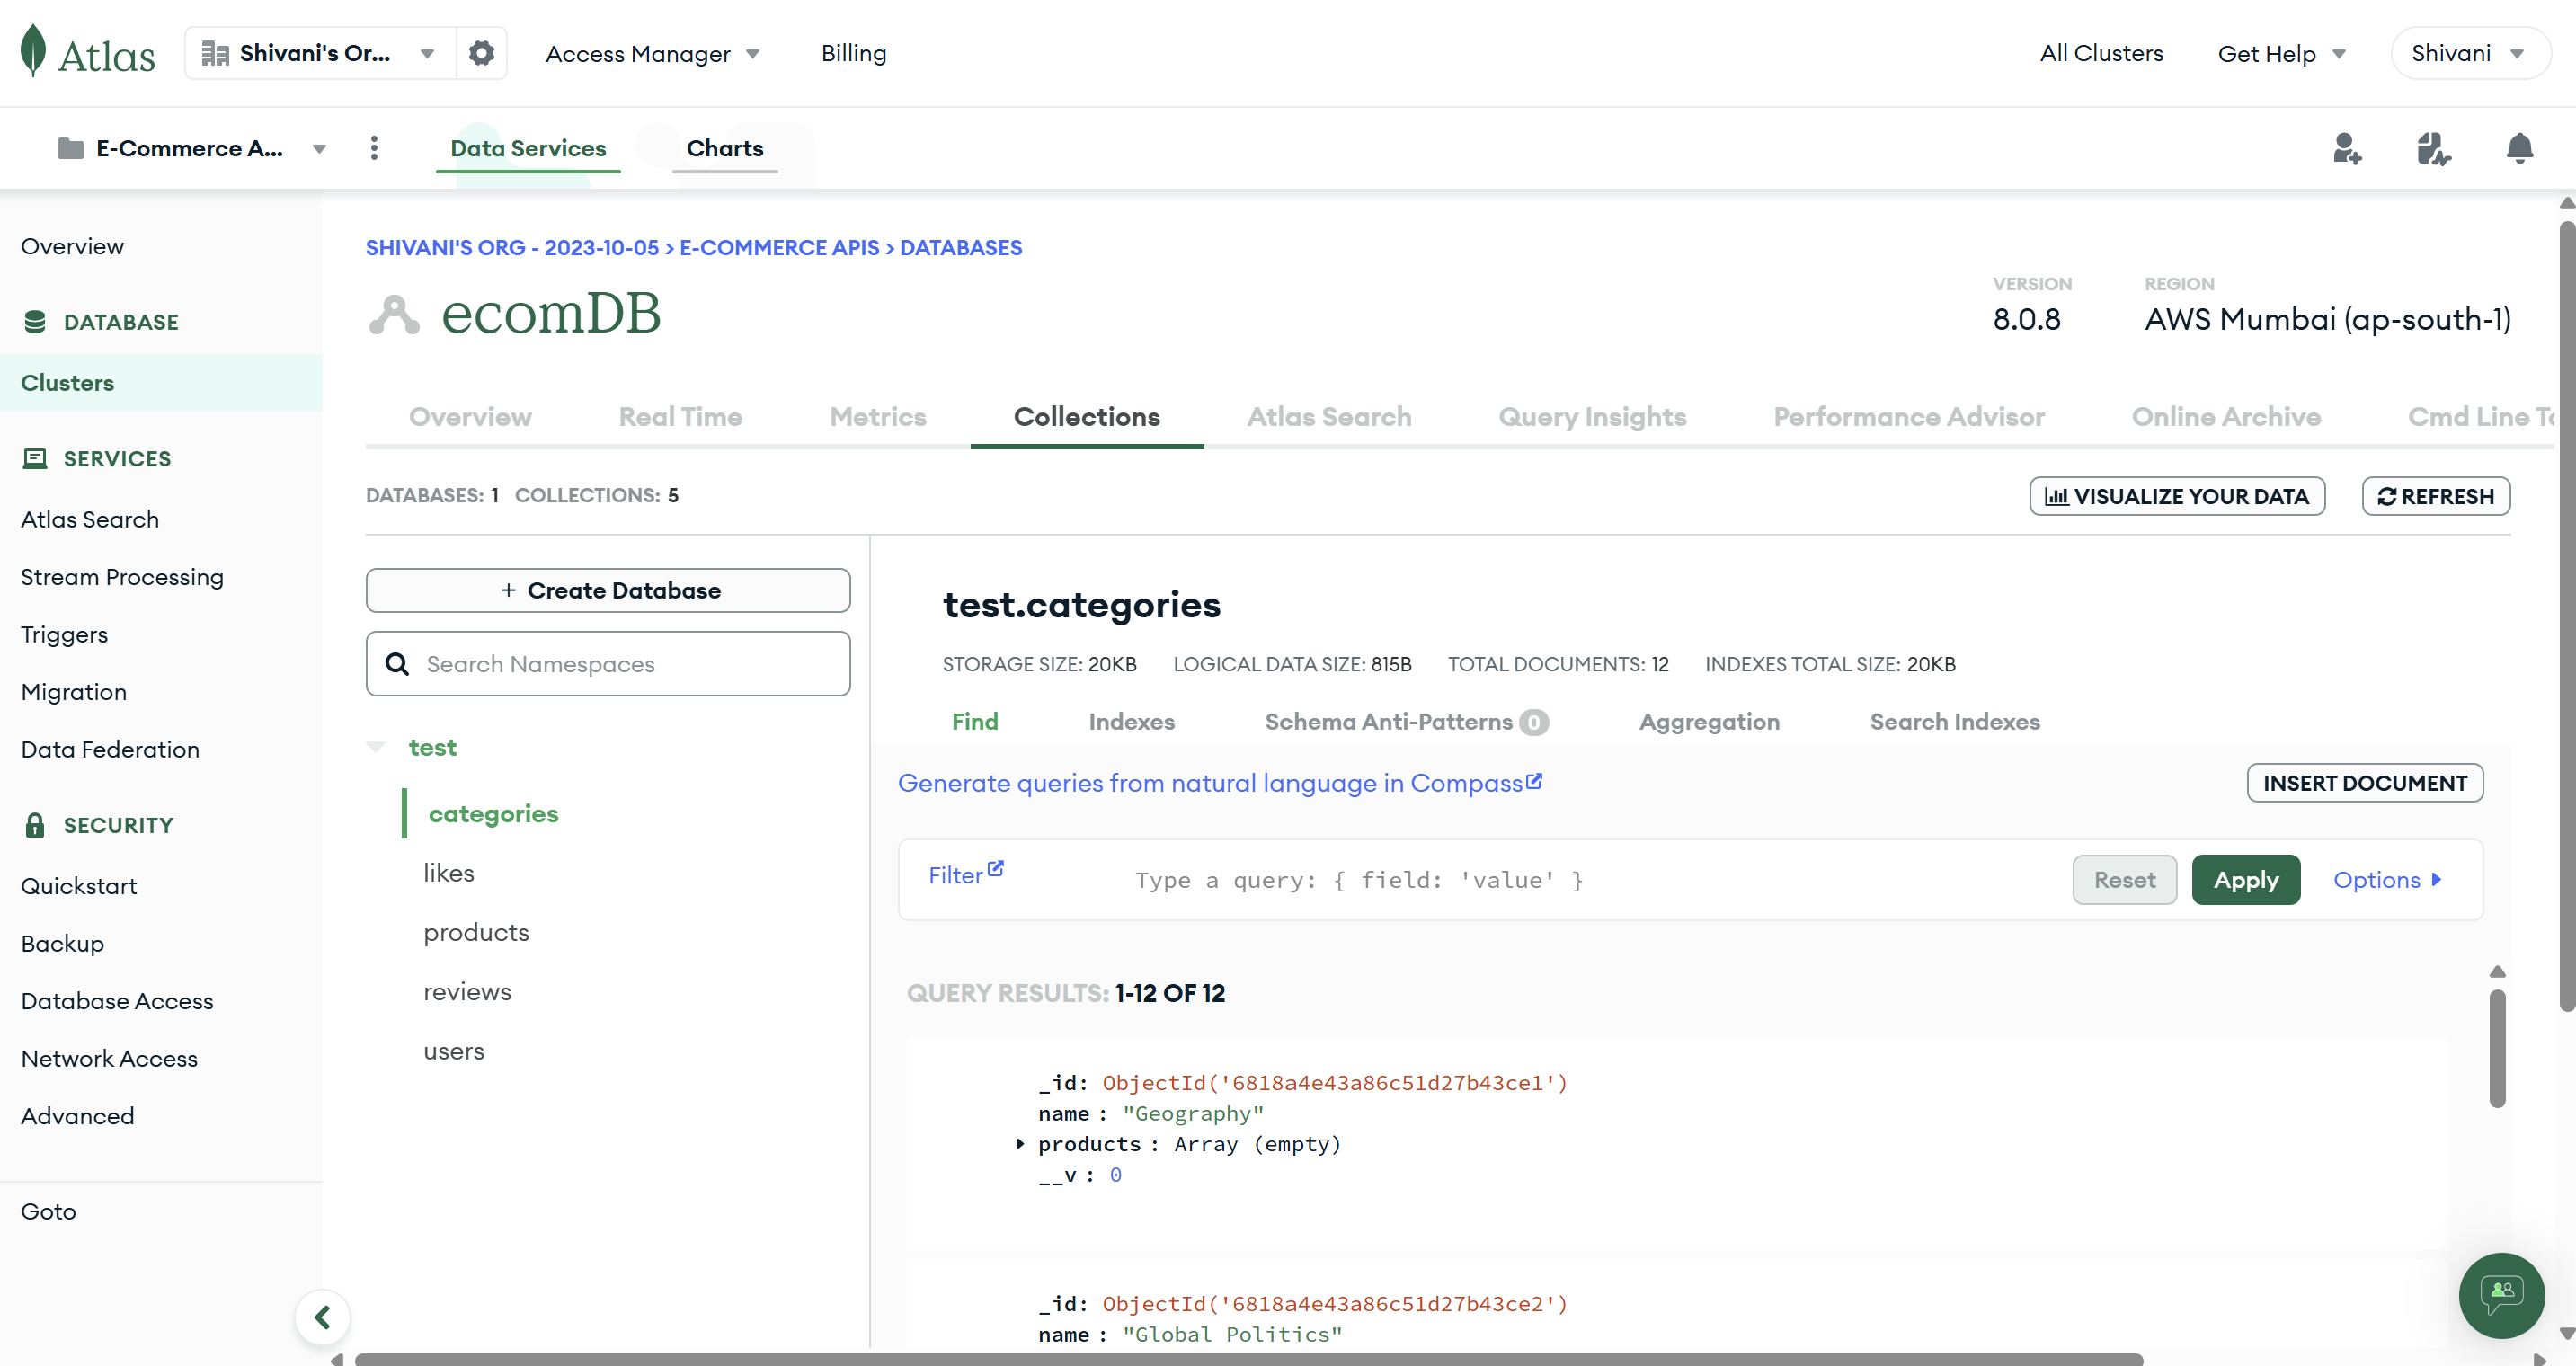 Atlas
Shivani's Or...
Access Manager
Billing
All Clusters
Get Help
Shivani
E-Commerce A...
Data Services
Charts
Overview
DATABASE
Clusters
SERVICES
Atlas Search
Stream Processing
Triggers
Migration
Data Federation
SECURITY
Quickstart
Backup
Database Access
Network Access
Advanced
Goto
SHIVANI'S ORG - 2023-10-05 > E-COMMERCE APIS > DATABASES
ecomDB
VERSION
8.0.8
REGION
AWS Mumbai (ap-south-1)
Overview
Real Time
Metrics
Collections
Atlas Search
Query Insights
Performance Advisor
Online Archive
Cmd Line To
DATABASES: 1 COLLECTIONS: 5
VISUALIZE YOUR DATA
REFRESH
+ Create Database
Search Namespaces
test
categories
likes
products
reviews
users
test.categories
STORAGE SIZE: 20KB LOGICAL DATA SIZE: 815B TOTAL DOCUMENTS: 12 INDEXES TOTAL SIZE: 20KB
Find
Indexes
Schema Anti-Patterns 0
Aggregation
Search Indexes
Generate queries from natural language in Compass
INSERT DOCUMENT
Filter
Type a query: { field: 'value' }
Reset
Apply
Options
QUERY RESULTS: 1-12 OF 12
_id: ObjectId('6818a4e43a86c51d27b43ce1')
name : "Geography"
products : Array (empty)
__v : 0
_id: ObjectId('6818a4e43a86c51d27b43ce2')
name : "Global Politics"